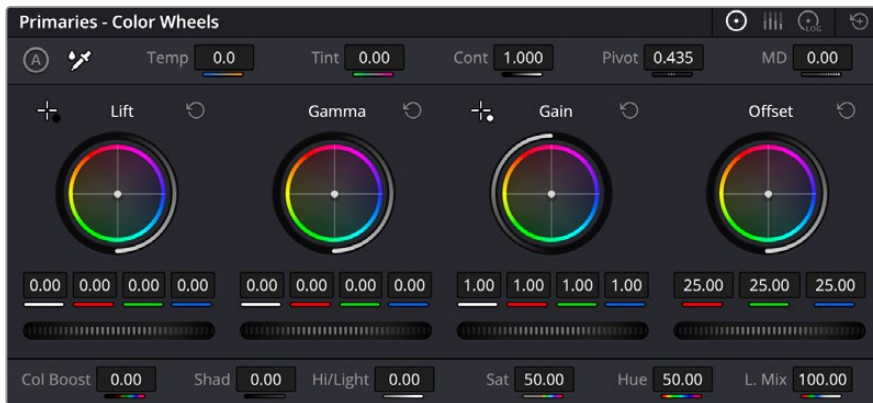 Primaries - Color Wheels
LOG
A Temp 0.0 Tint 0.00 Cont 1.000 Pivot 0.435 MD 0.00
Lift Gamma Gain Offset
0.00 0.00 0.00 0.00 0.00 0.00 0.00 0.00 1.00 1.00 1.00 1.00 25.00 25.00 25.00
Col Boost 0.00 Shad 0.00 Hi/Light 0.00 Sat 50.00 Hue 50.00 L. Mix 100.00